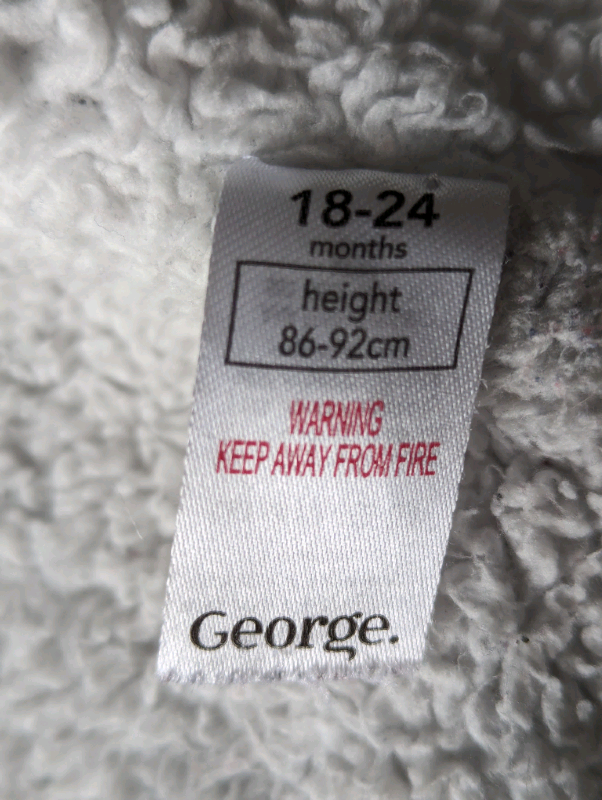 18-24
months
height
86-92cm
WARNING
KEEP AWAY FROM FIRE
George.